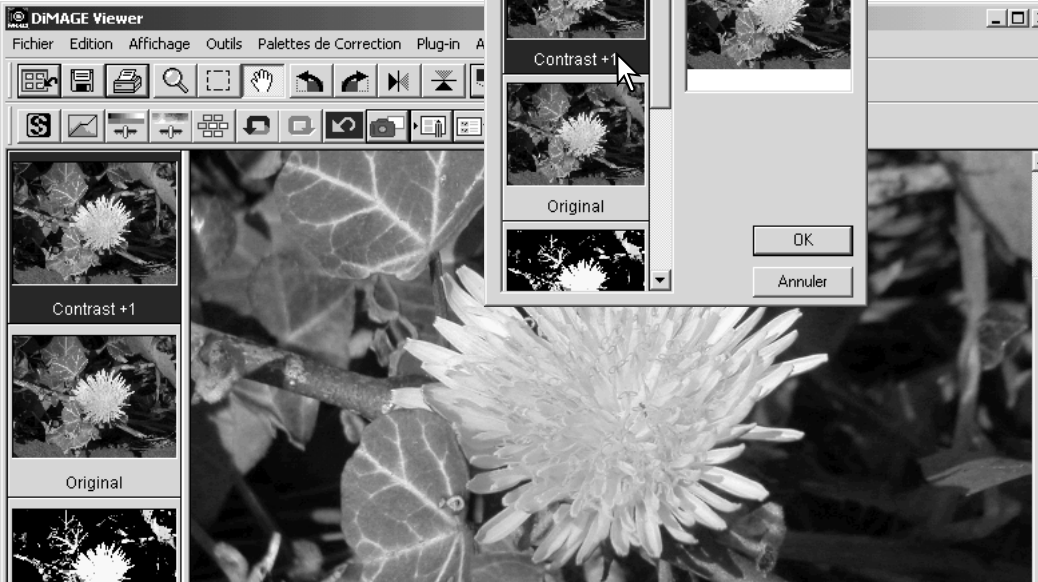 DiMAGE Viewer
Fichier Edition Affichage Outils Palettes de Correction Plug-in
Contrast +1
Original
OK
Annuler
Contrast +1
Original